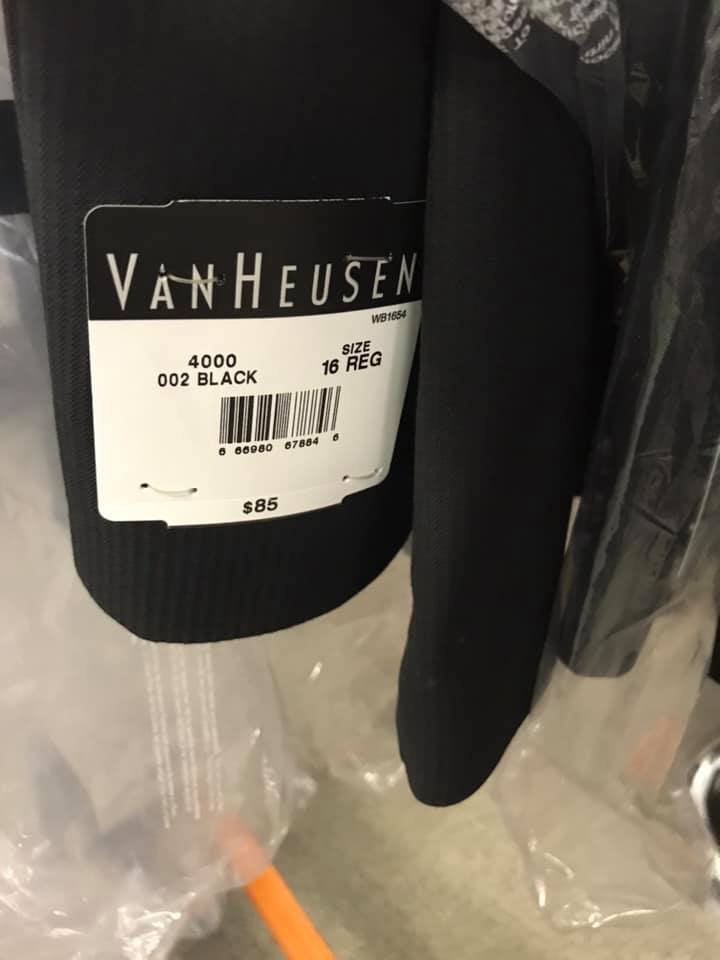 VANHEUSEN
WB1654
4000
002 BLACK
SIZE
16 REG
6 66980 67884 6
$85